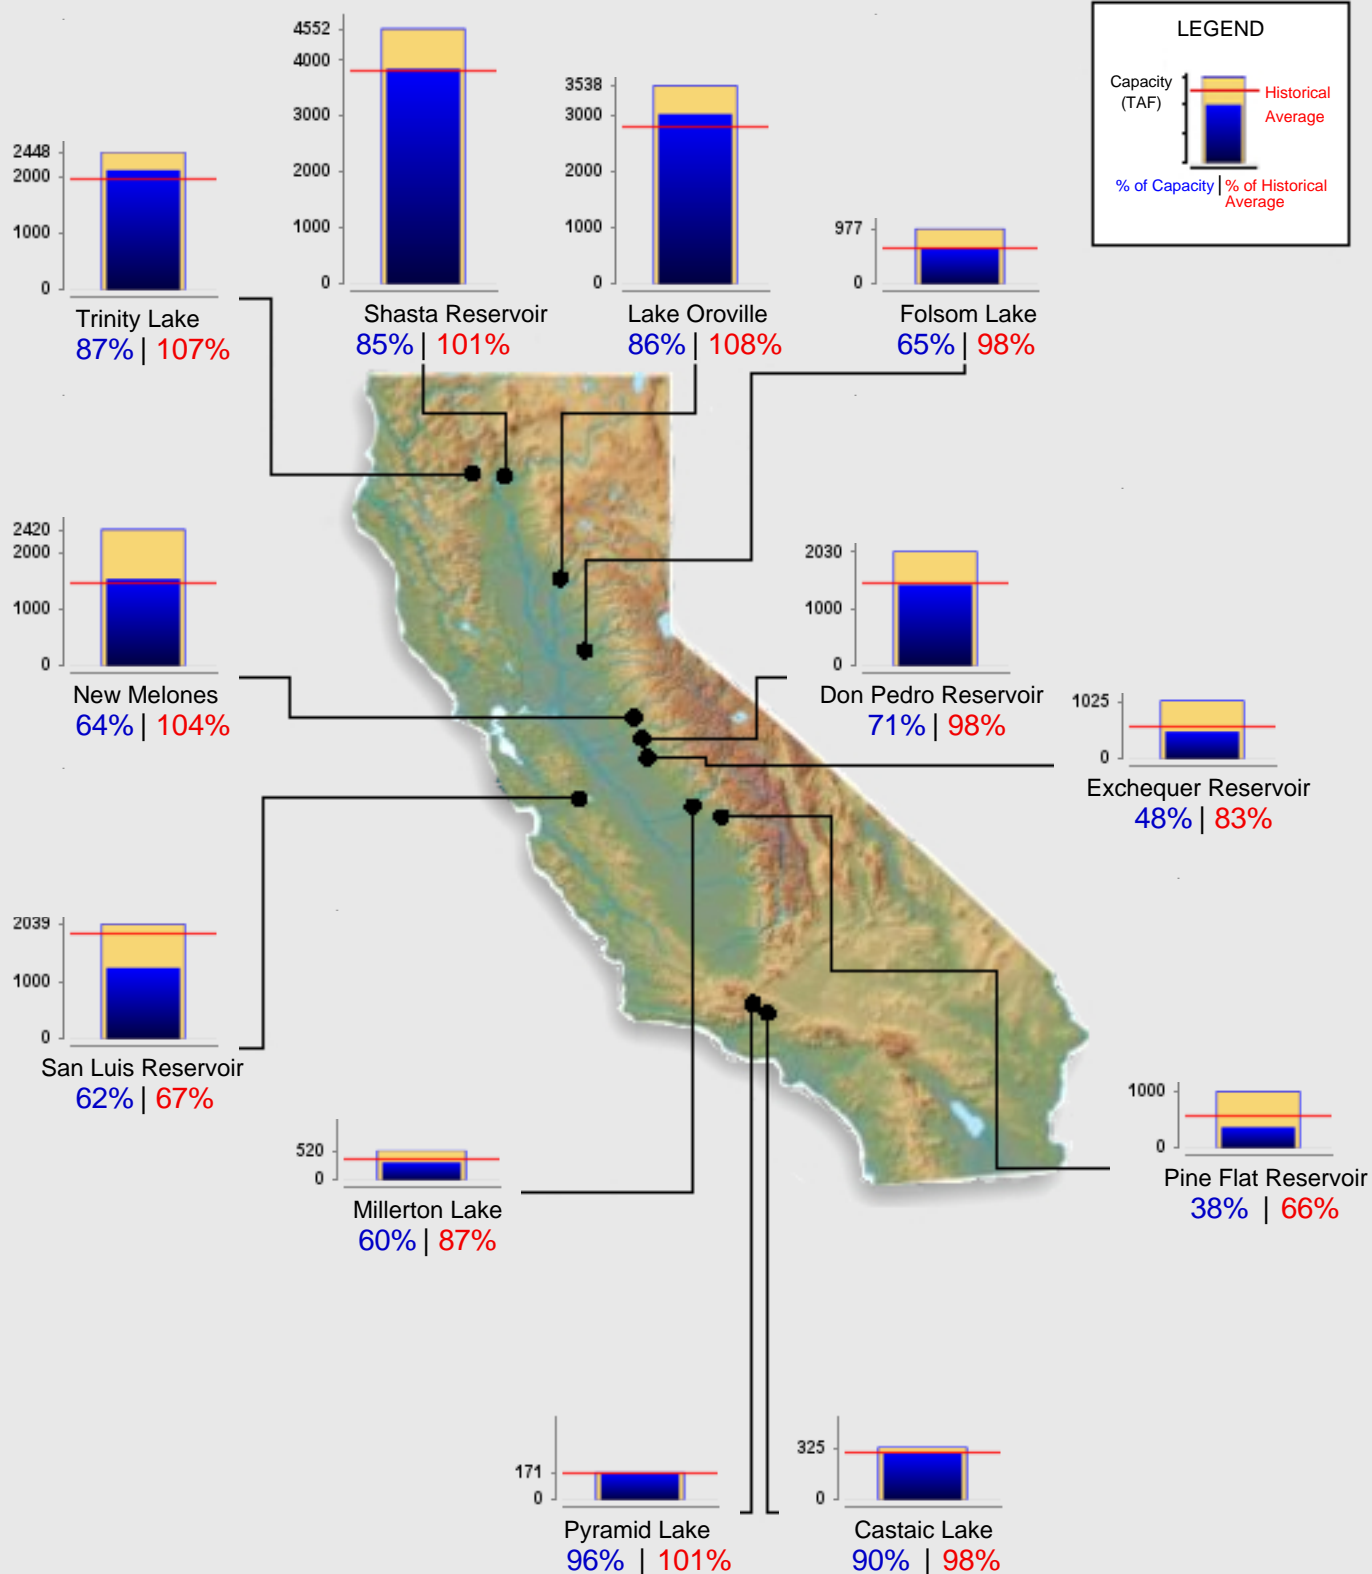 LEGEND
Capacity
(TAF)
Historical
Average
% of Capacity | % of Historical
Average
2448
2000
1000
0
Trinity Lake
87% | 107%
4552
4000
3000
2000
1000
0
Shasta Reservoir
85% | 101%
3538
3000
2000
1000
0
Lake Oroville
86% | 108%
977
0
Folsom Lake
65% | 98%
2420
2000
1000
0
New Melones
64% | 104%
2030
1000
0
Don Pedro Reservoir
71% | 98%
1025
0
Exchequer Reservoir
48% | 83%
2039
1000
0
San Luis Reservoir
62% | 67%
520
0
Millerton Lake
60% | 87%
1000
0
Pine Flat Reservoir
38% | 66%
171
0
Pyramid Lake
96% | 101%
325
0
Castaic Lake
90% | 98%